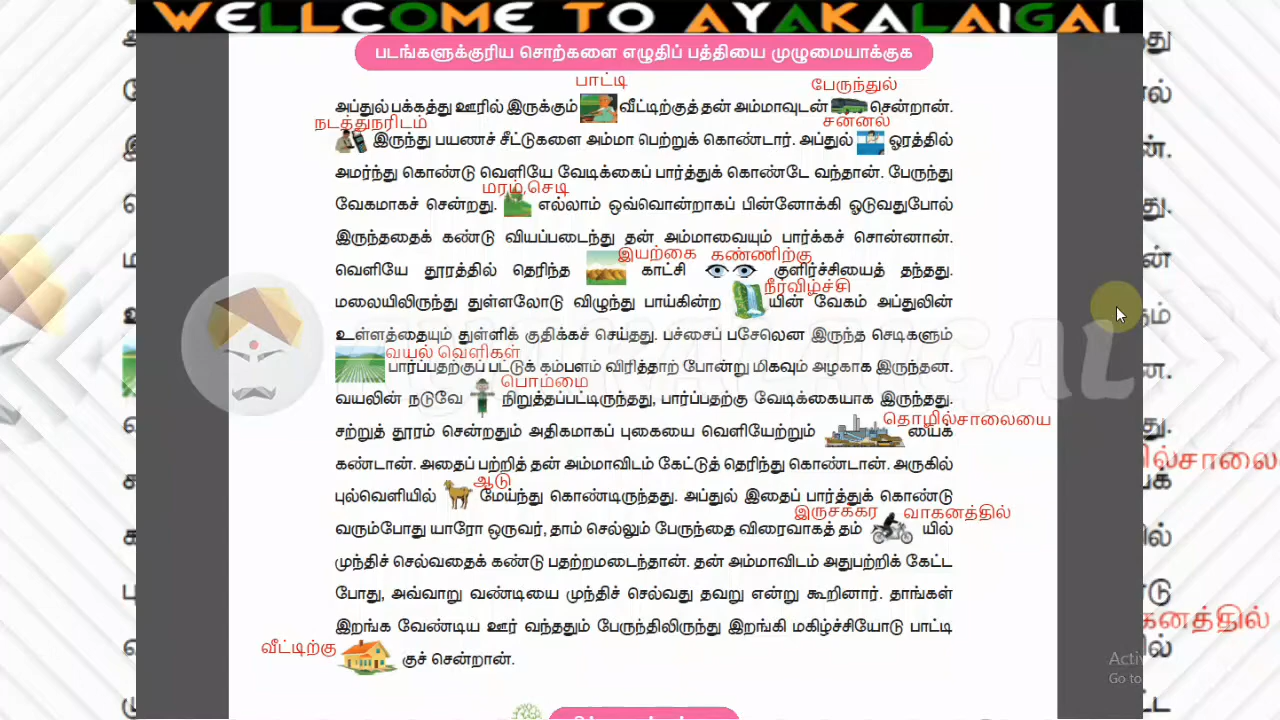 WELLCOME TO AYAKALAIGAL
படங்களுக்குரிய சொற்களை எழுதிப் பத்தியை முழுமையாக்குக
பாட்டி பேருந்துல்
அப்துல் பக்கத்து ஊரில் இருக்கும் வீட்டிற்குத் தன் அம்மாவுடன் சென்றான்.
நடத்துநரிடம் சன்னல்
இருந்து பயணச் சீட்டுகளை அம்மா பெற்றுக் கொண்டார். அப்துல் ஓரத்தில்
அமர்ந்து கொண்டு வெளியே வேடிக்கைப் பார்த்துக் கொண்டே வந்தான். பேருந்து
மரம்,செடி
வேகமாகச் சென்றது. எல்லாம் ஒவ்வொன்றாகப் பின்னோக்கி ஓடுவதுபோல்
இருந்ததைக் கண்டு வியப்படைந்து தன் அம்மாவையும் பார்க்கச் சொன்னான்.
இயற்கை கண்ணிற்கு
வெளியே தூரத்தில் தெரிந்த காட்சி குளிர்ச்சியைத் தந்தது.
நீர்விழ்ச்சி
மலையிலிருந்து துள்ளலோடு விழுந்து பாய்கின்ற யின் வேகம் அப்துலின்
உள்ளத்தையும் துள்ளிக் குதிக்கச் செய்தது. பச்சைப் பசேலென இருந்த செடிகளும்
வயல் வெளிகள்
பார்ப்பதற்குப் பட்டுக் கம்பளம் விரித்தாற் போன்று மிகவும் அழகாக இருந்தன.
பொம்மை
வயலின் நடுவே நிறுத்தப்பட்டிருந்தது, பார்ப்பதற்கு வேடிக்கையாக இருந்தது.
தொழில்சாலையை
சற்றுத் தூரம் சென்றதும் அதிகமாகப் புகையை வெளியேற்றும் யைக்
கண்டான். அதைப் பற்றித் தன் அம்மாவிடம் கேட்டுத் தெரிந்து கொண்டான். அருகில்
ஆடு
புல்வெளியில் மேய்ந்து கொண்டிருந்தது. அப்துல் இதைப் பார்த்துக் கொண்டு
இருசக்கர வாகனத்தில்
வரும்போது யாரோ ஒருவர், தாம் செல்லும் பேருந்தை விரைவாகத் தம் யில்
முந்திச் செல்வதைக் கண்டு பதற்றமடைந்தான். தன் அம்மாவிடம் அதுபற்றிக் கேட்ட
போது, அவ்வாறு வண்டியை முந்திச் செல்வது தவறு என்று கூறினார். தாங்கள்
இறங்க வேண்டிய ஊர் வந்ததும் பேருந்திலிருந்து இறங்கி மகிழ்ச்சியோடு பாட்டி
வீட்டிற்கு குச் சென்றான்.
Go to